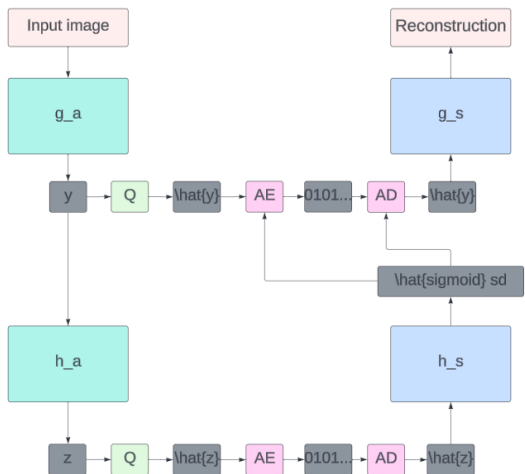 Input image
Reconstruction
g_a
g_s
y
Q
\hat{y}
AE
0101...
AD
\hat{y}
\hat{sigmoid} sd
h_a
h_s
z
Q
\hat{z}
AE
0101...
AD
\hat{z}